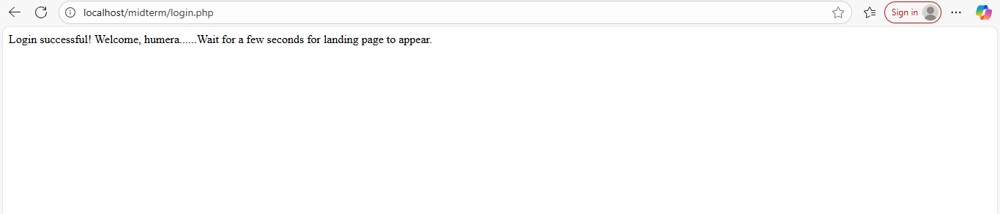 localhost/midterm/login.php
Sign in
Login successful! Welcome, humera......Wait for a few seconds for landing page to appear.